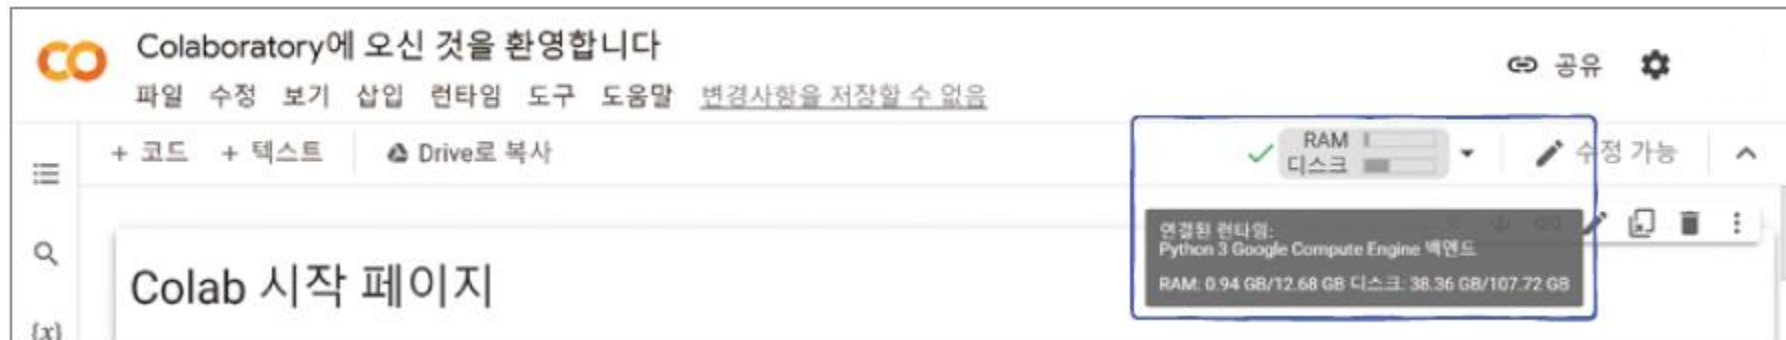 CO
Colaboratory에 오신 것을 환영합니다
공유
파일 수정 보기 삽입 런타임 도구 도움말 변경사항을 저장할 수 없음
+ 코드 + 텍스트 Drive로 복사
RAM
디스크
수정 가능
연결된 런타임:
Python 3 Google Compute Engine 백엔드
RAM: 0.94 GB/12.68 GB 디스크: 38.36 GB/107.72 GB
Colab 시작 페이지
{x}